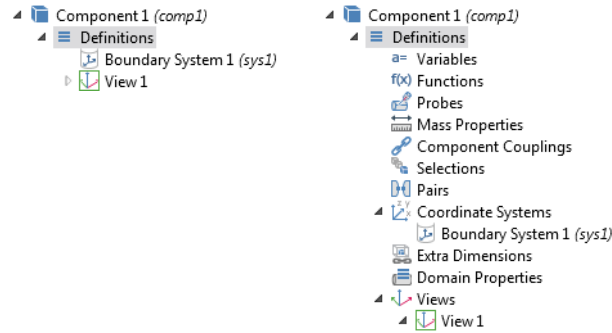 Component 1 (comp1)
Definitions
Boundary System 1 (sys1)
View 1
Component 1 (comp1)
Definitions
a= Variables
f(x) Functions
Probes
Mass Properties
Component Couplings
Selections
Pairs
z y x Coordinate Systems
Boundary System 1 (sys1)
Extra Dimensions
Domain Properties
Views
View 1